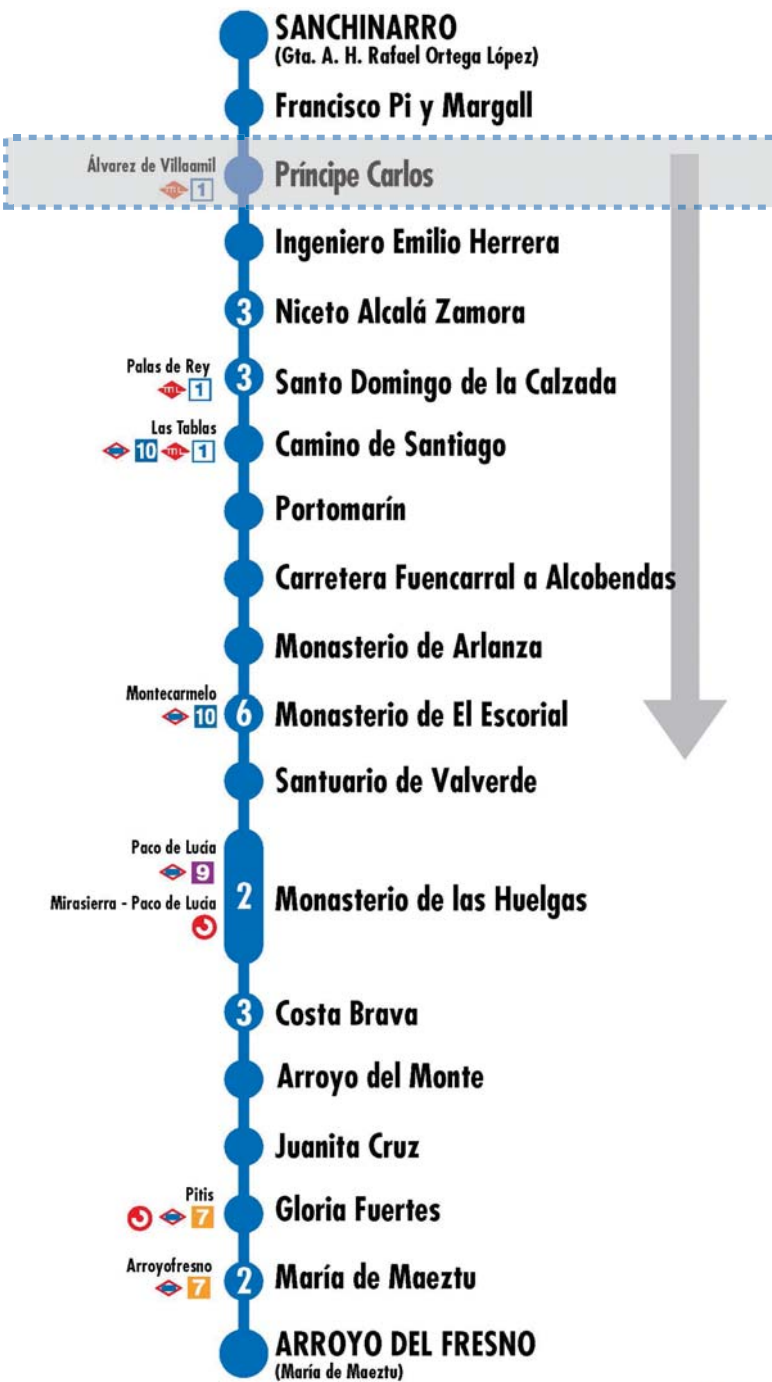 SANCHINARRO
(Gta. A. H. Rafael Ortega López)
Francisco Pi y Margall
Álvarez de Villaamil
ML 1
Príncipe Carlos
Ingeniero Emilio Herrera
3 Niceto Alcalá Zamora
Palas de Rey
ML 1
3 Santo Domingo de la Calzada
Las Tablas
10 ML 1
Camino de Santiago
Portomarín
Carretera Fuencarral a Alcobendas
Monasterio de Arlanza
Montecarmelo
10
6 Monasterio de El Escorial
Santuario de Valverde
Paco de Lucía
9
Mirasierra - Paco de Lucía
2 Monasterio de las Huelgas
3 Costa Brava
Arroyo del Monte
Juanita Cruz
Pitis
7
Gloria Fuertes
Arroyofresno
7
2 María de Maeztu
ARROYO DEL FRESNO
(María de Maeztu)